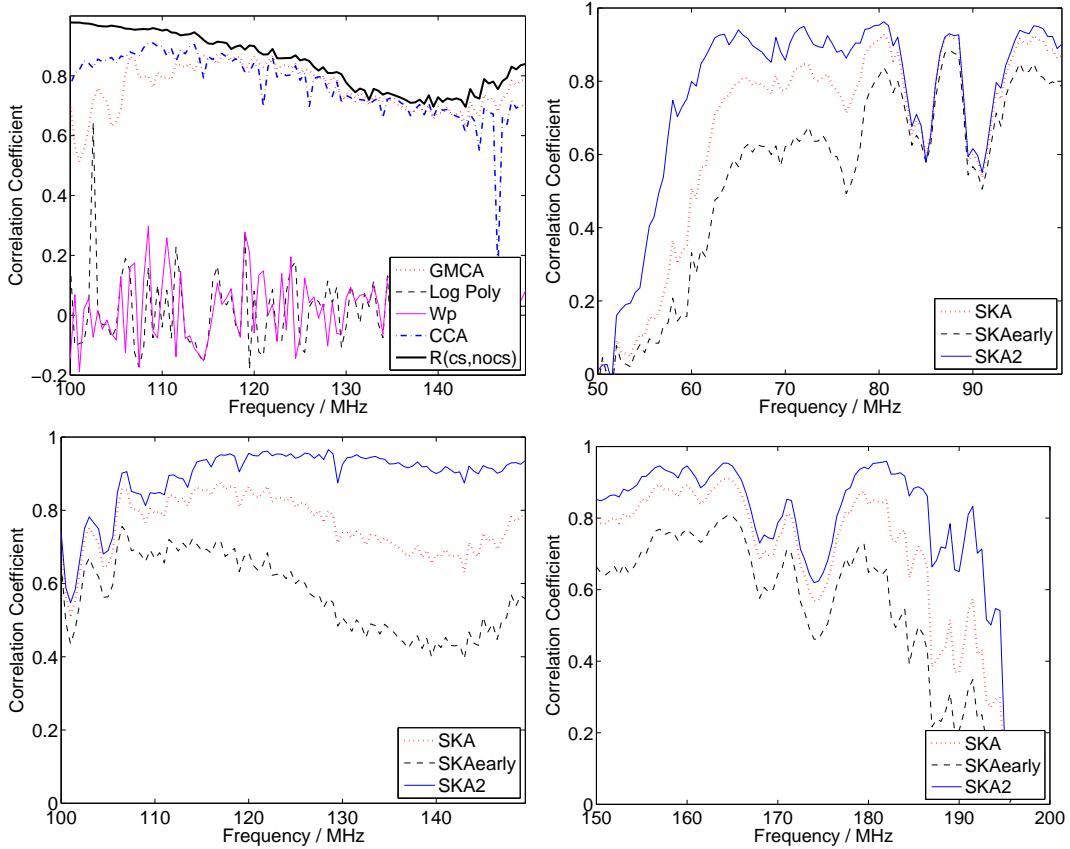 Correlation Coefficient
0.8
0.6
0.4
0.2
0
−0.2
100 110 120 130 140
Frequency / MHz
GMCA
Log Poly
Wp
CCA
R(cs,nocs)
Correlation Coefficient
1
0.8
0.6
0.4
0.2
0
50 60 70 80 90
Frequency / MHz
SKA
SKAearly
SKA2
Correlation Coefficient
1
0.8
0.6
0.4
0.2
0
100 110 120 130 140
Frequency / MHz
SKA
SKAearly
SKA2
Correlation Coefficient
1
0.8
0.6
0.4
0.2
0
150 160 170 180 190 200
Frequency / MHz
SKA
SKAearly
SKA2